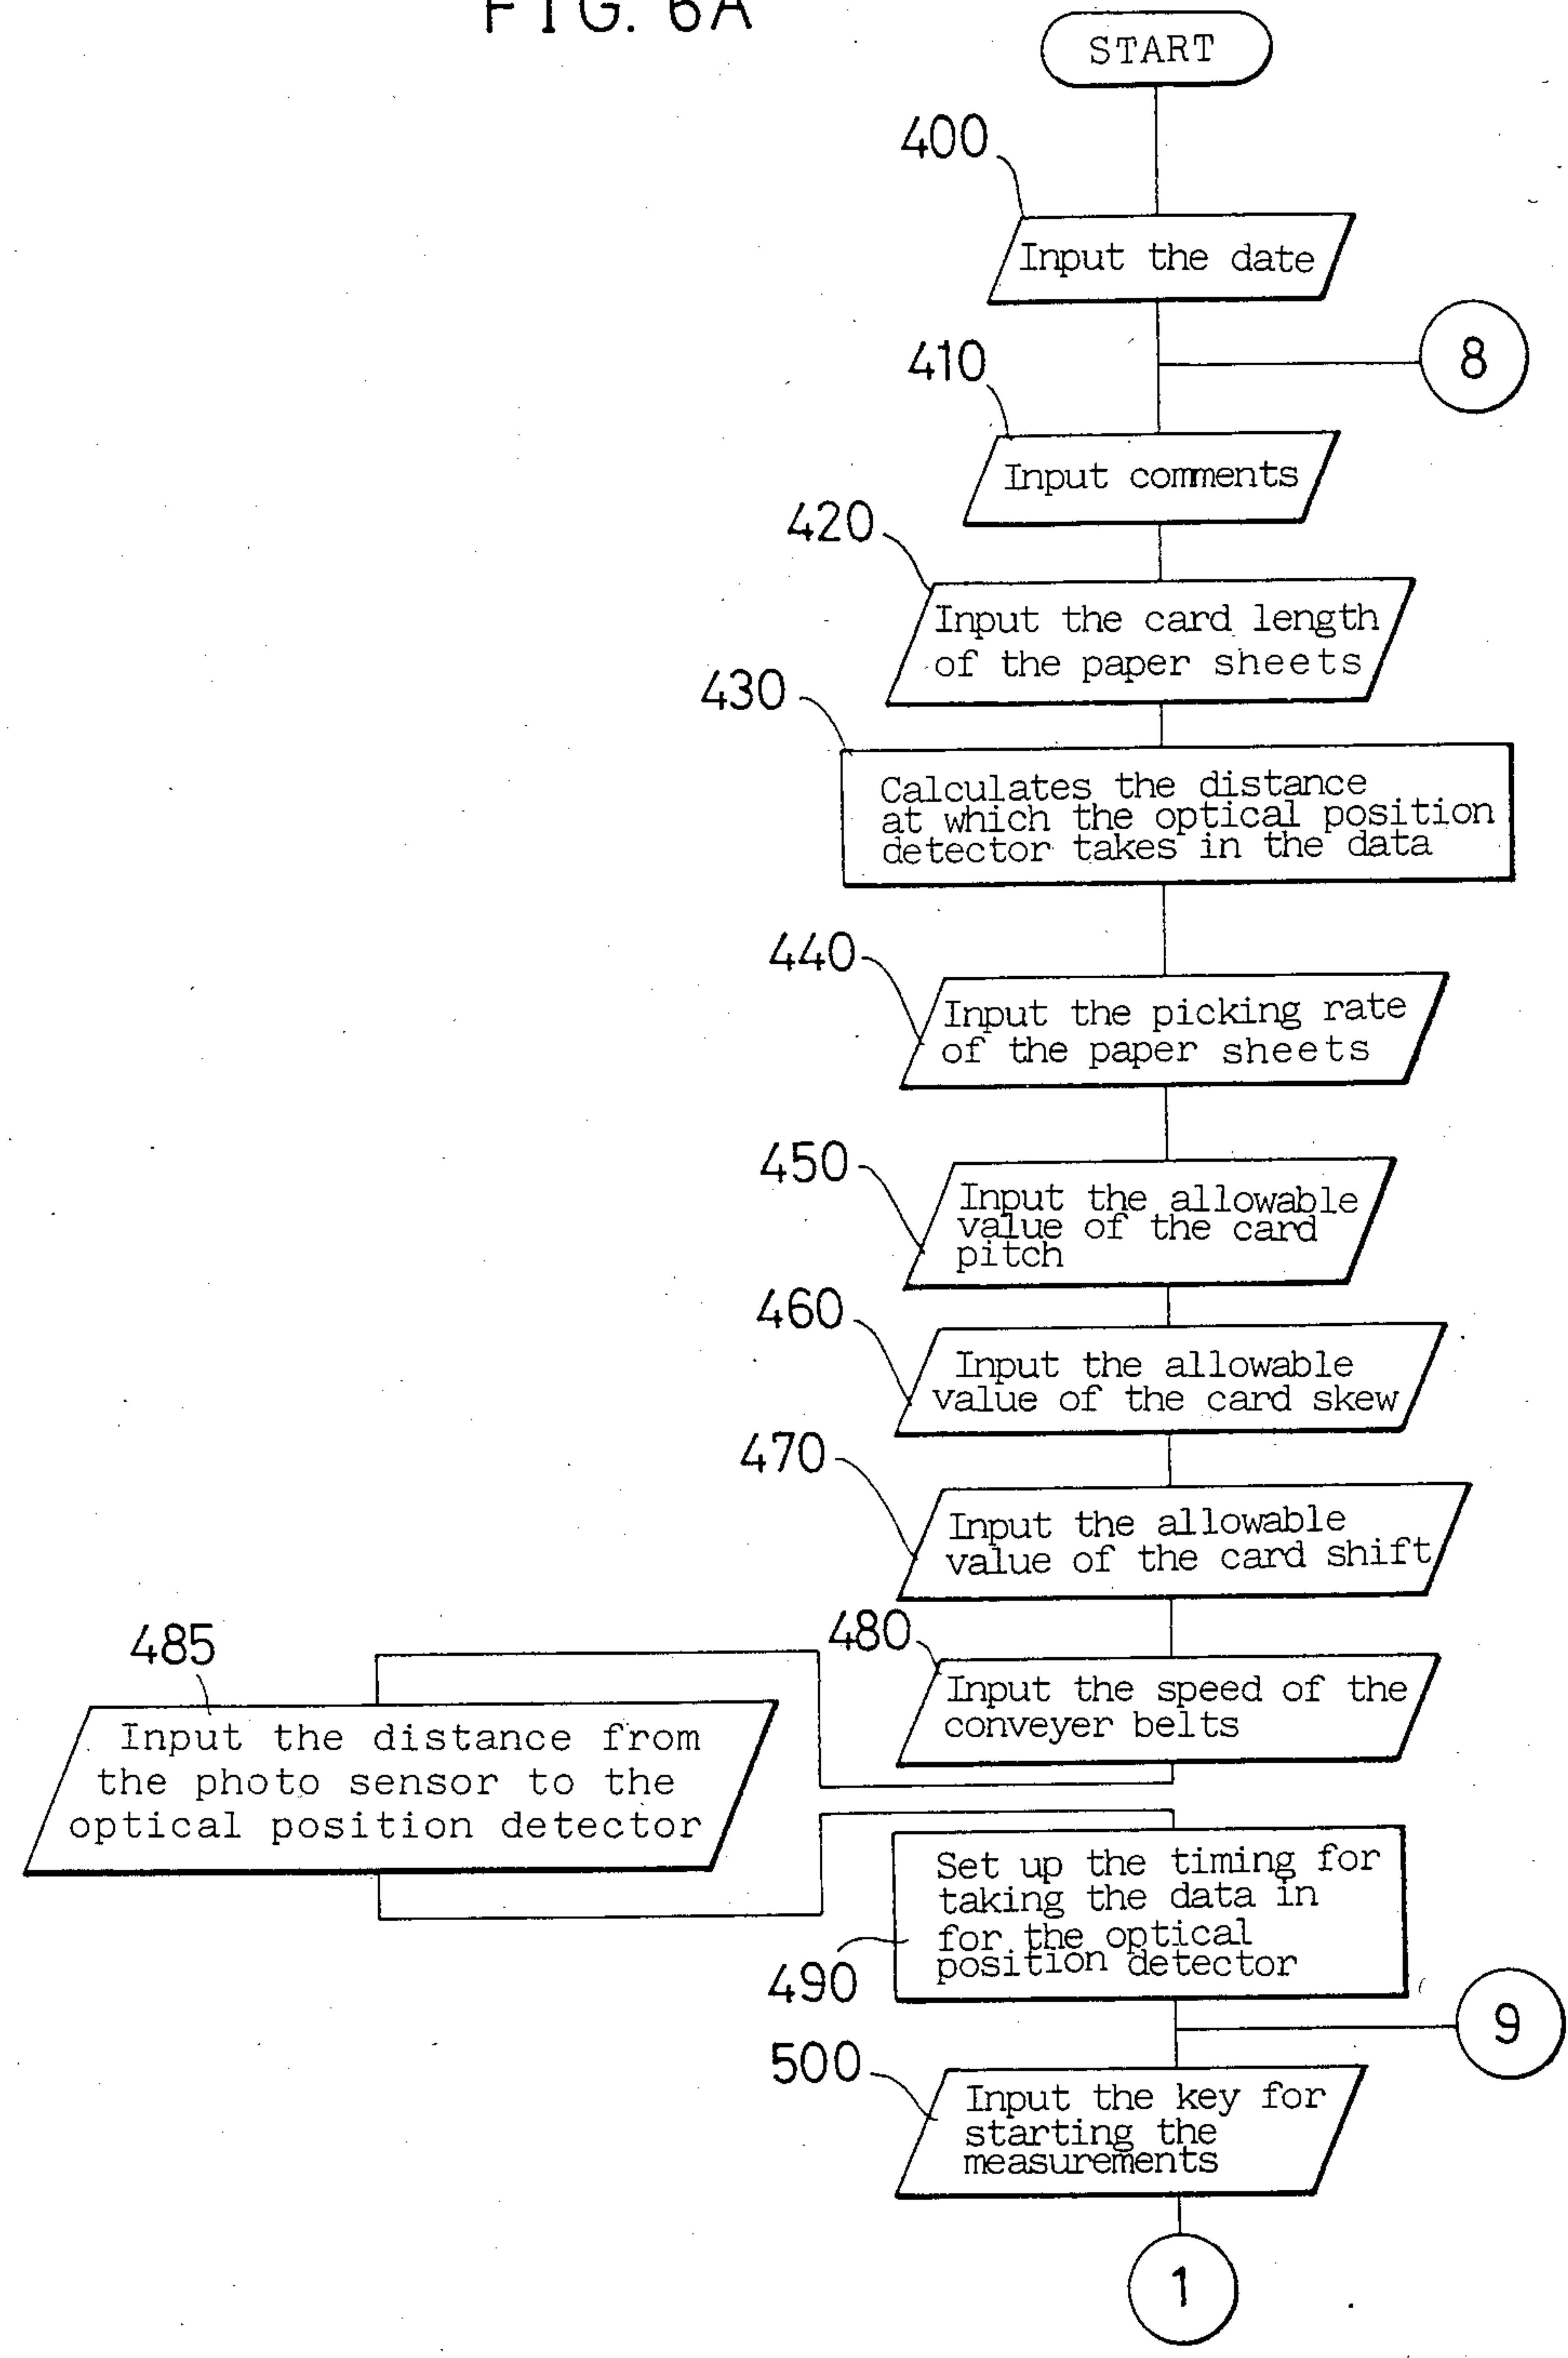 FIG. 6A
START
400
Input the date
8
410
Input comments
420
Input the card length
of the paper sheets
430
Calculates the distance
at which the optical position
detector takes in the data
440
Input the picking rate
of the paper sheets
450
Input the allowable
value of the card
pitch
460
Input the allowable
value of the card skew
470
Input the allowable
value of the card shift
480
Input the speed of the
conveyer belts
485
Input the distance from
the photo sensor to the
optical position detector
490
Set up the timing for
taking the data in
for the optical
position detector
9
500
Input the key for
starting the
measurements
1